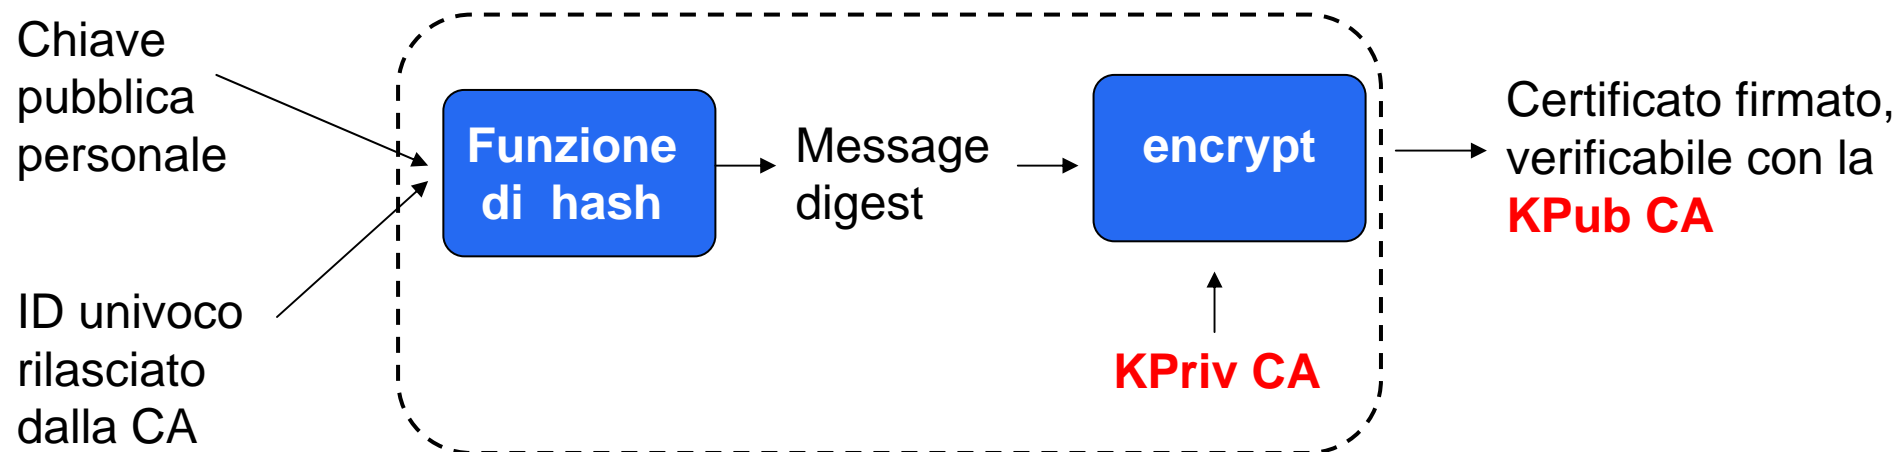 Chiave
pubblica
personale
ID univoco
rilasciato
dalla CA
Funzione
di hash
Message
digest
encrypt
KPriv CA
Certificato firmato,
verificabile con la
KPub CA